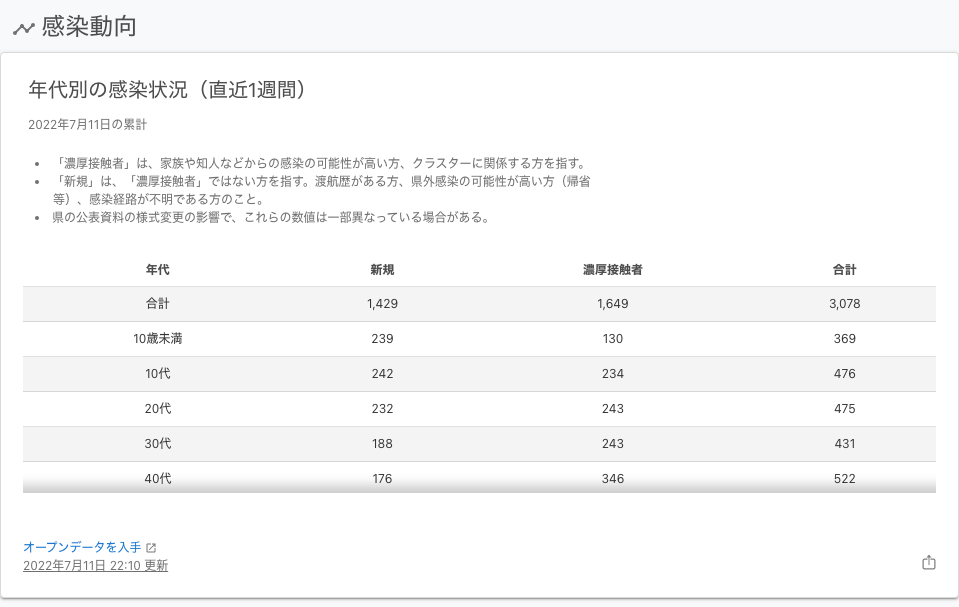 感染動向
年代別の感染状況（直近1週間）
2022年7月11日の累計
• 「濃厚接触者」は、家族や知人などからの感染の可能性が高い方、クラスターに関係する方を指す。
• 「新規」は、「濃厚接触者」ではない方を指す。渡航歴がある方、県外感染の可能性が高い方（帰省
等）、感染経路が不明である方のこと。
• 県の公表資料の様式変更の影響で、これらの数値は一部異なっている場合がある。
年代 新規 濃厚接触者 合計
合計 1,429 1,649 3,078
10歳未満 239 130 369
10代 242 234 476
20代 232 243 475
30代 188 243 431
40代 176 346 522
オープンデータを入手
2022年7月11日 22:10 更新